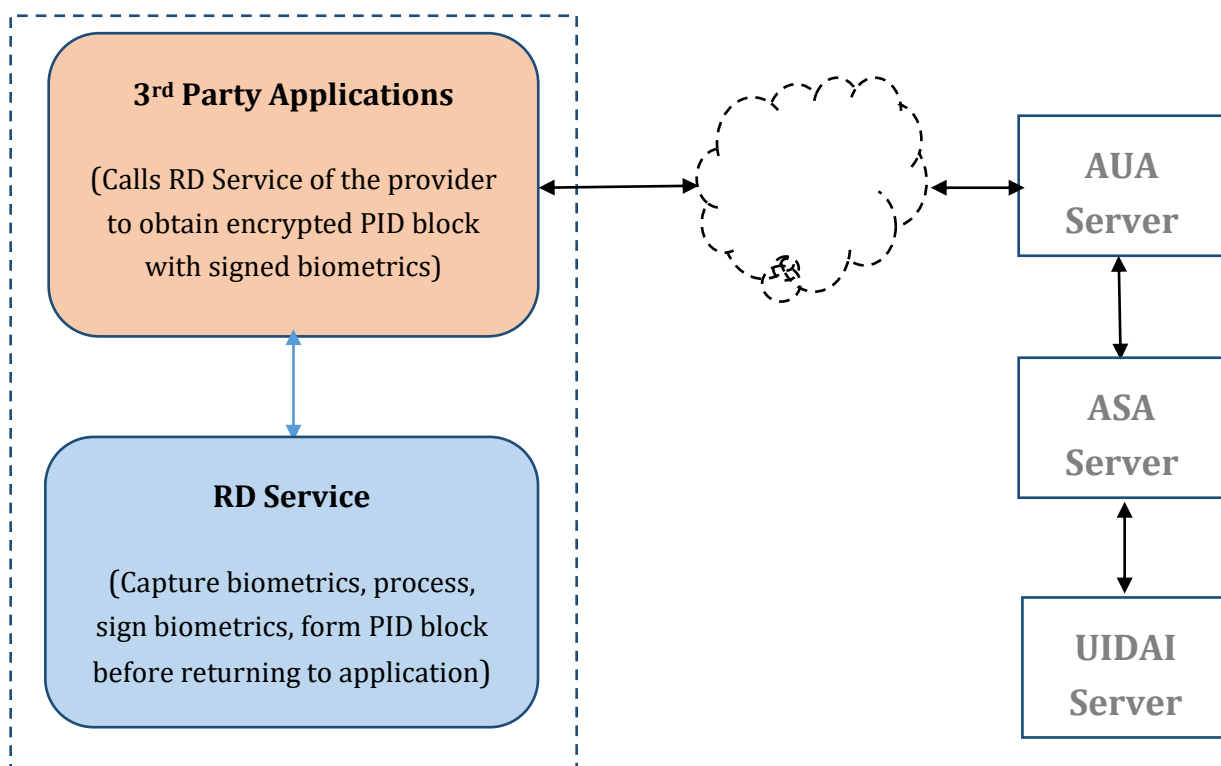 3rd Party Applications
(Calls RD Service of the provider
to obtain encrypted PID block
with signed biometrics)
RD Service
(Capture biometrics, process,
sign biometrics, form PID block
before returning to application)
AUA
Server
ASA
Server
UIDAI
Server